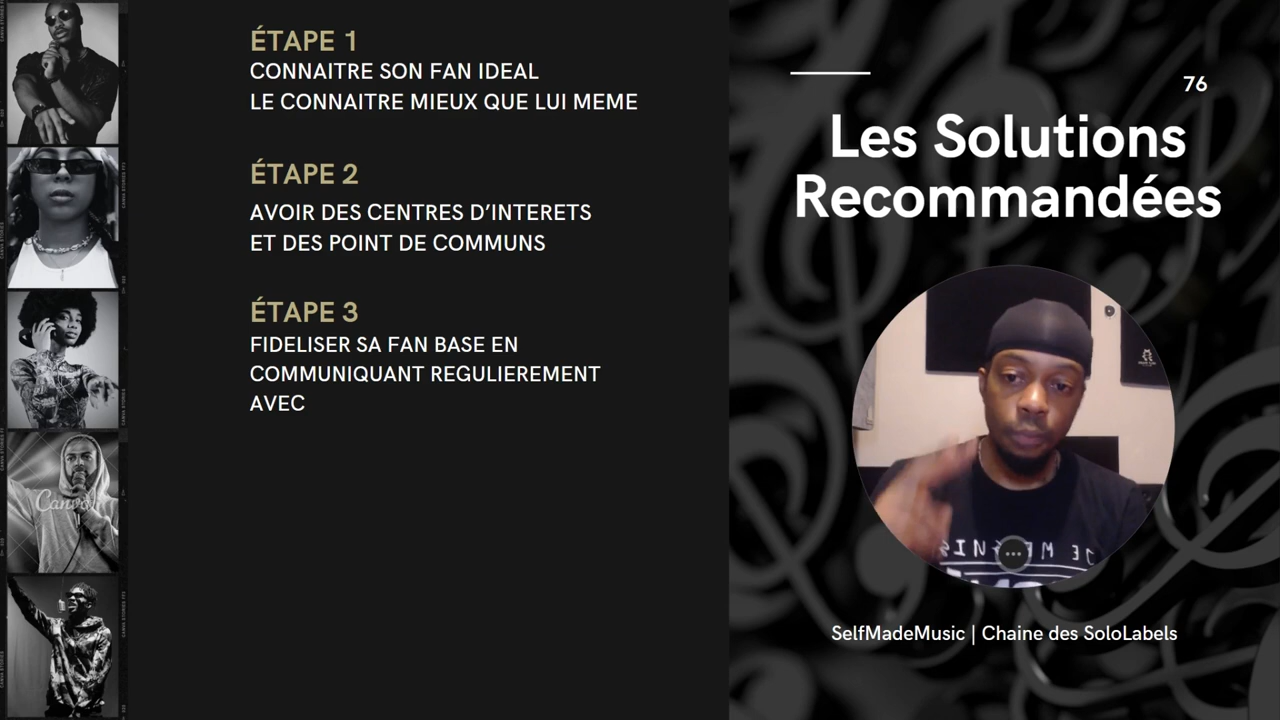 ÉTAPE 1
CONNAITRE SON FAN IDEAL
LE CONNAITRE MIEUX QUE LUI MEME
ÉTAPE 2
AVOIR DES CENTRES D'INTERETS
ET DES POINT DE COMMUNS
ÉTAPE 3
FIDELISER SA FAN BASE EN
COMMUNIQUANT REGULIEREMENT
AVEC
76
Les Solutions
Recommandées
SelfMadeMusic | Chaine des SoloLabels
Canva